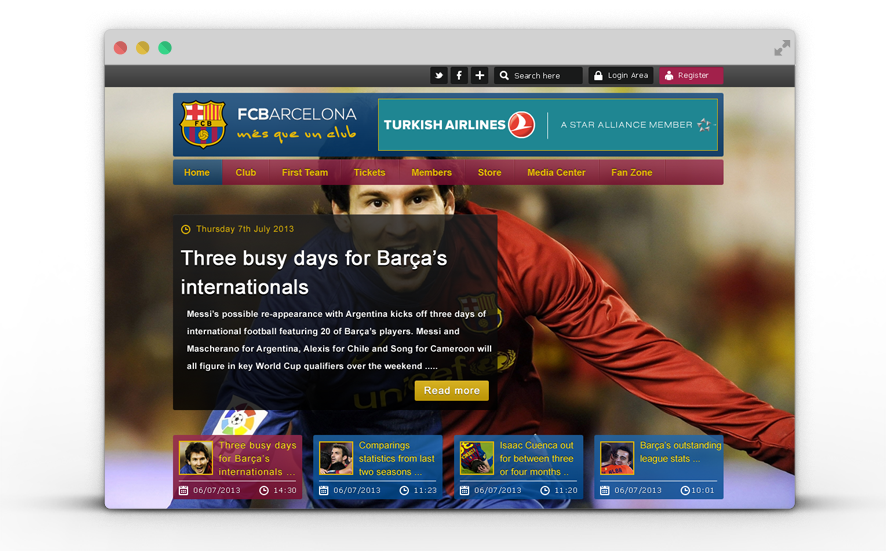 Search here
Login Area
Register
FCB
FCBARCELONA
més que un club
TURKISH AIRLINES
A STAR ALLIANCE MEMBER
Home
Club
First Team
Tickets
Members
Store
Media Center
Fan Zone
Thursday 7th July 2013
Three busy days for Barça’s
internationals
Messi’s possible re-appearance with Argentina kicks off three days of
international football featuring 20 of Barça’s players. Messi and
Mascherano for Argentina, Alexis for Chile and Song for Cameroon will
all figure in key World Cup qualifiers over the weekend .....
unicef
Read more
Three busy days
for Barça’s
internationals ...
06/07/2013 14:30
Comparings
statistics from last
two seasons ...
06/07/2013 11:23
Isaac Cuenca out
for between three
or four months ..
06/07/2013 11:20
Barça’s outstanding
league stats ...
06/07/2013 10:01